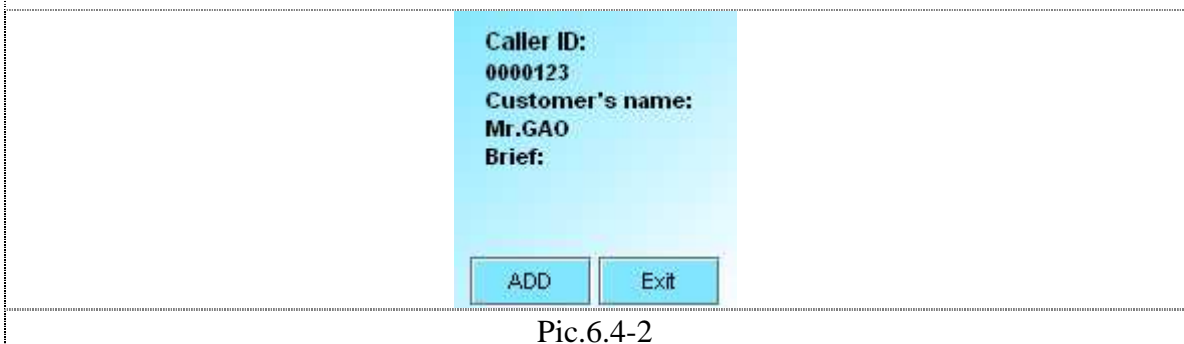 Caller ID:
0000123
Customer's name:
Mr.GAO
Brief:
ADD Exit
Pic.6.4-2